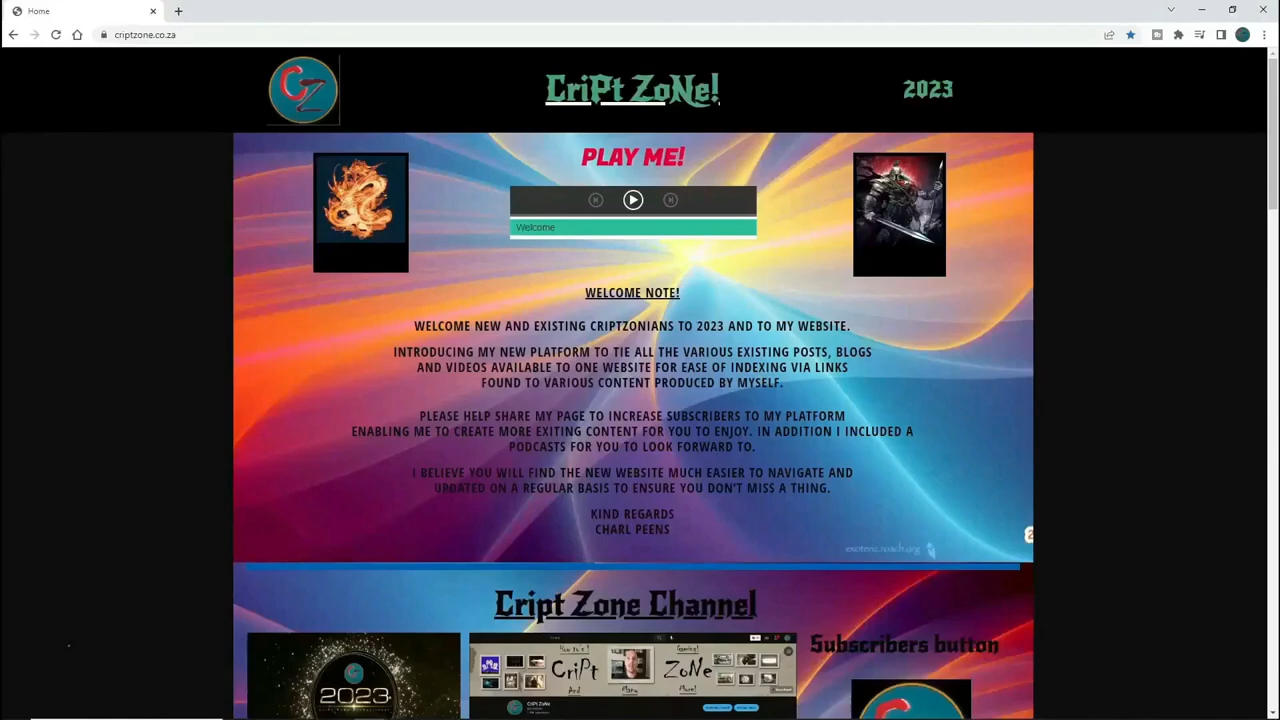 Home
criptzone.co.za
CZ
CriPt ZoNe!
2023
PLAY ME!
Welcome
WELCOME NOTE!
WELCOME NEW AND EXISTING CRIPTZONIANS TO 2023 AND TO MY WEBSITE.
INTRODUCING MY NEW PLATFORM TO TIE ALL THE VARIOUS EXISTING POSTS, BLOGS
AND VIDEOS AVAILABLE TO ONE WEBSITE FOR EASE OF INDEXING VIA LINKS
FOUND TO VARIOUS CONTENT PRODUCED BY MYSELF.
PLEASE HELP SHARE MY PAGE TO INCREASE SUBSCRIBERS TO MY PLATFORM
ENABLING ME TO CREATE MORE EXITING CONTENT FOR YOU TO ENJOY. IN ADDITION I INCLUDED A
PODCASTS FOR YOU TO LOOK FORWARD TO.
I BELIEVE YOU WILL FIND THE NEW WEBSITE MUCH EASIER TO NAVIGATE AND
UPDATED ON A REGULAR BASIS TO ENSURE YOU DON'T MISS A THING.
KIND REGARDS
CHARL PEENS
Cript Zone Channel
Subscribers button
2023
CriPt
ZoNe
And
More!
CriPt ZoNe